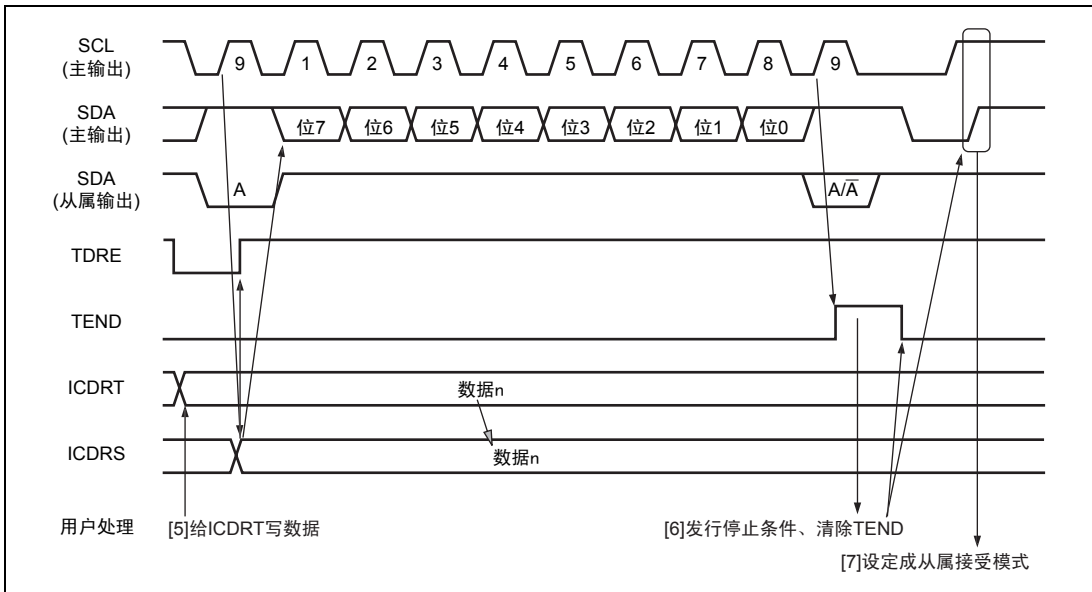 SCL
(主输出)
9 1 2 3 4 5 6 7 8 9
SDA
(主输出)
位7 位6 位5 位4 位3 位2 位1 位0
SDA
(从属输出)
A A/A̅
TDRE
TEND
ICDRT
数据n
ICDRS
数据n
用户处理
[5]给ICDRT写数据
[6]发行停止条件、清除TEND
[7]设定成从属接受模式